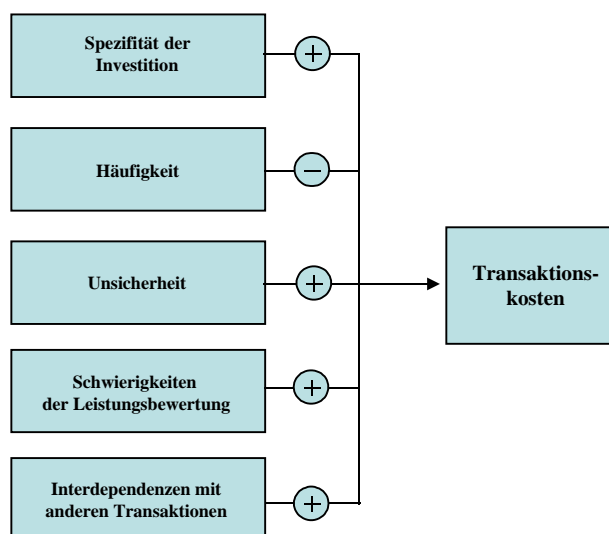 Spezifität der
Investition
+
Häufigkeit
−
Unsicherheit
+
Transaktions-
kosten
Schwierigkeiten
der Leistungsbewertung
+
Interdependenzen mit
anderen Transaktionen
+